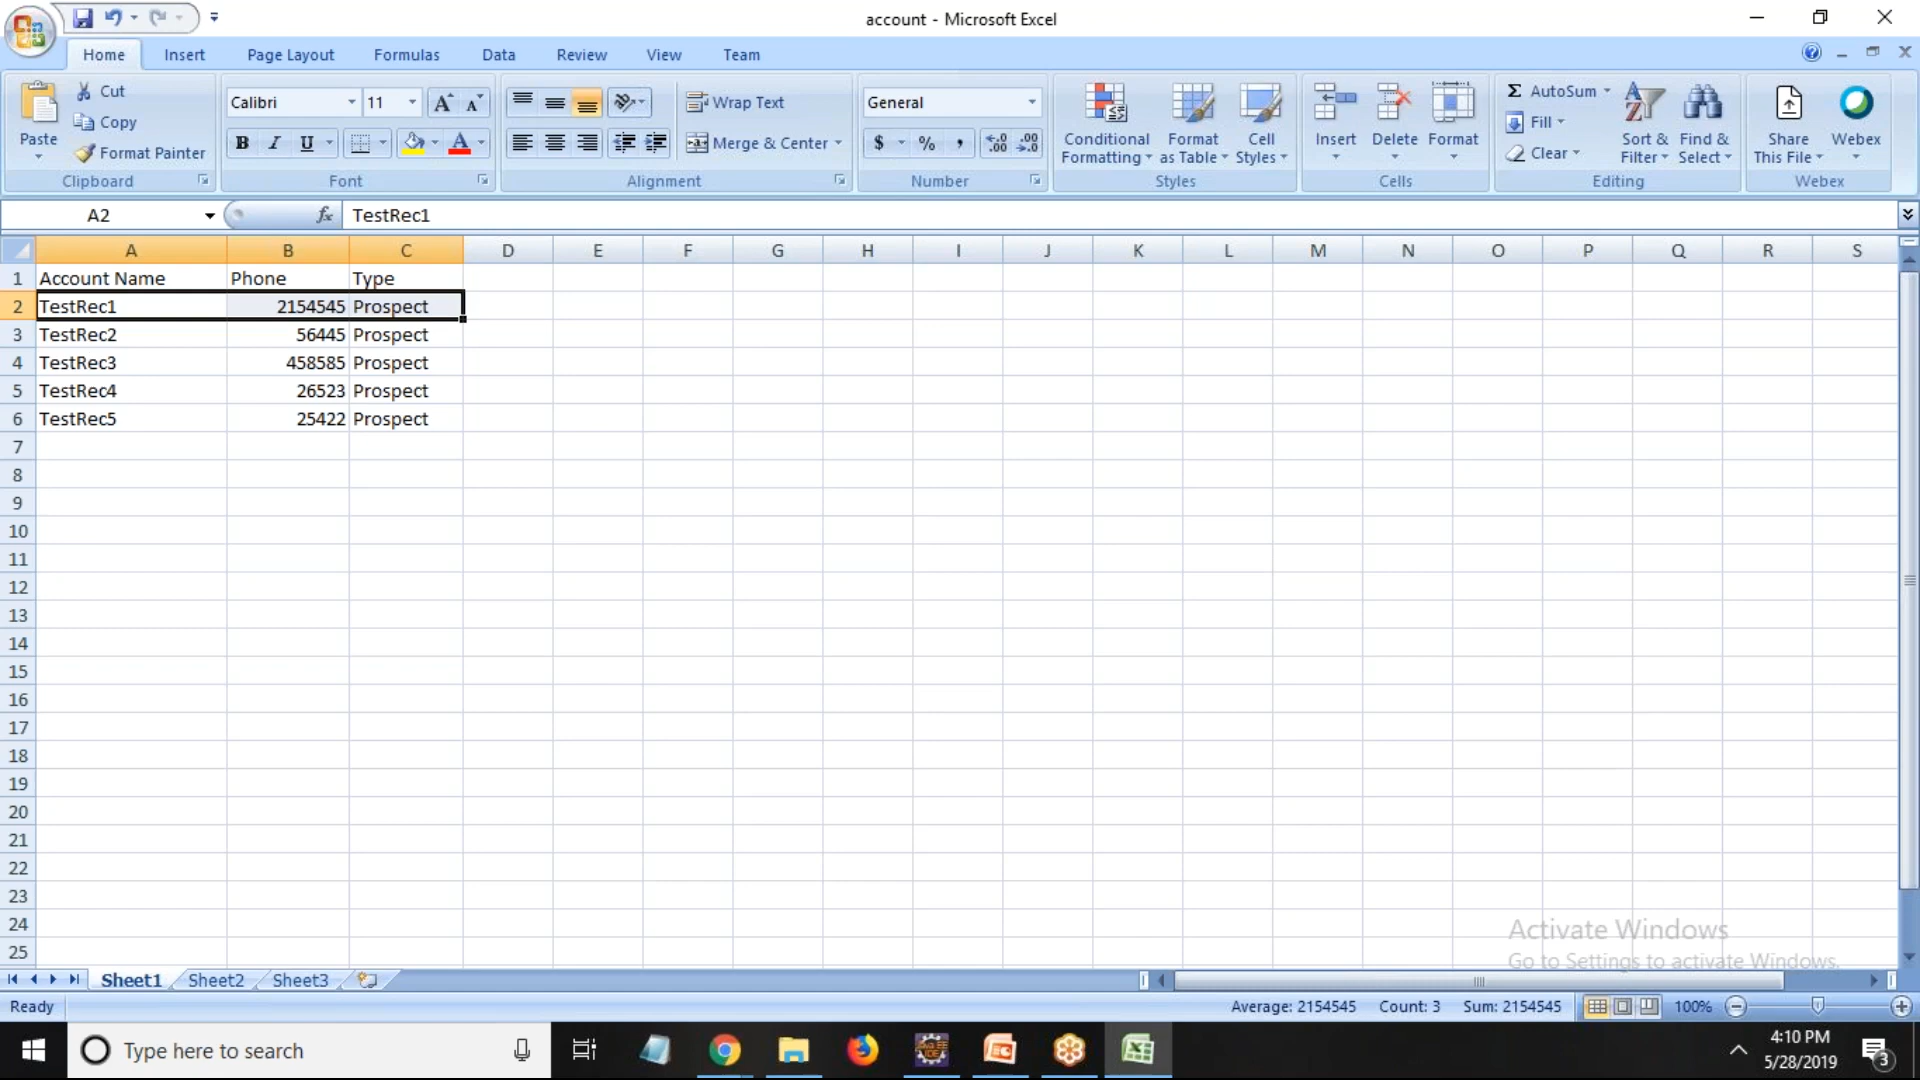 account - Microsoft Excel
Home Insert Page Layout Formulas Data Review View Team
Paste
Cut
Copy
Format Painter
Clipboard
Calibri 11
B I U
Font
Wrap Text
Merge & Center
Alignment
General
$ % ,
Number
Conditional Formatting
Format as Table
Cell Styles
Styles
Insert Delete Format
Cells
Σ AutoSum
Fill
Clear
Sort & Filter
Find & Select
Editing
Share This File
Webex
Webex
A2 fx TestRec1
A B C D E F G H I J K L M N O P Q R S
1 Account Name Phone Type
2 TestRec1 2154545 Prospect
3 TestRec2 56445 Prospect
4 TestRec3 458585 Prospect
5 TestRec4 26523 Prospect
6 TestRec5 25422 Prospect
7
8
9
10
11
12
13
14
15
16
17
18
19
20
21
22
23
24
25
Activate Windows
Go to Settings to activate Windows.
Sheet1 Sheet2 Sheet3
Ready Average: 2154545 Count: 3 Sum: 2154545 100%
Type here to search
4:10 PM
5/28/2019
3